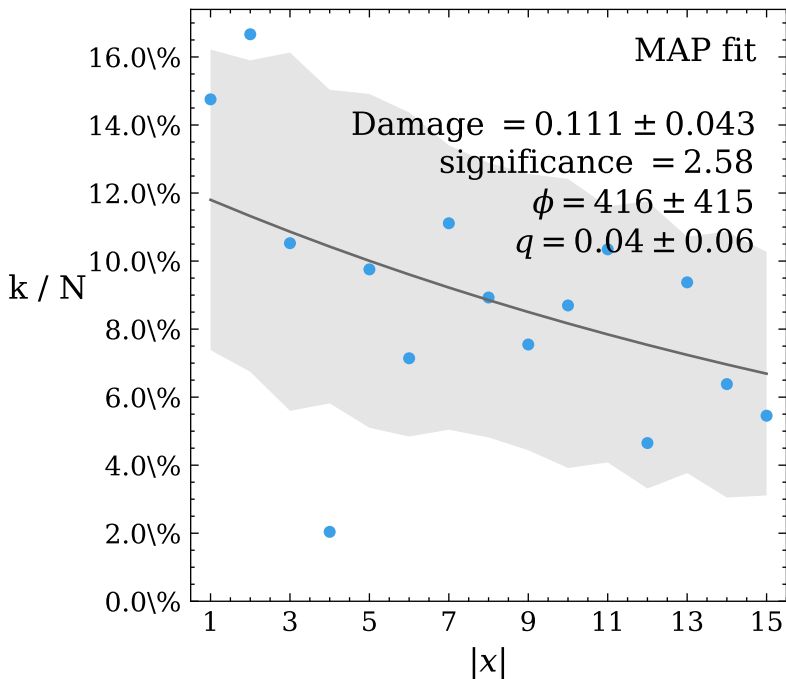 MAP fit
Damage = 0.111 ± 0.043
significance = 2.58
ϕ = 416 ± 415
q = 0.04 ± 0.06
16.0\%
14.0\%
12.0\%
10.0\%
8.0\%
6.0\%
4.0\%
2.0\%
0.0\%
k / N
1 3 5 7 9 11 13 15
|x|